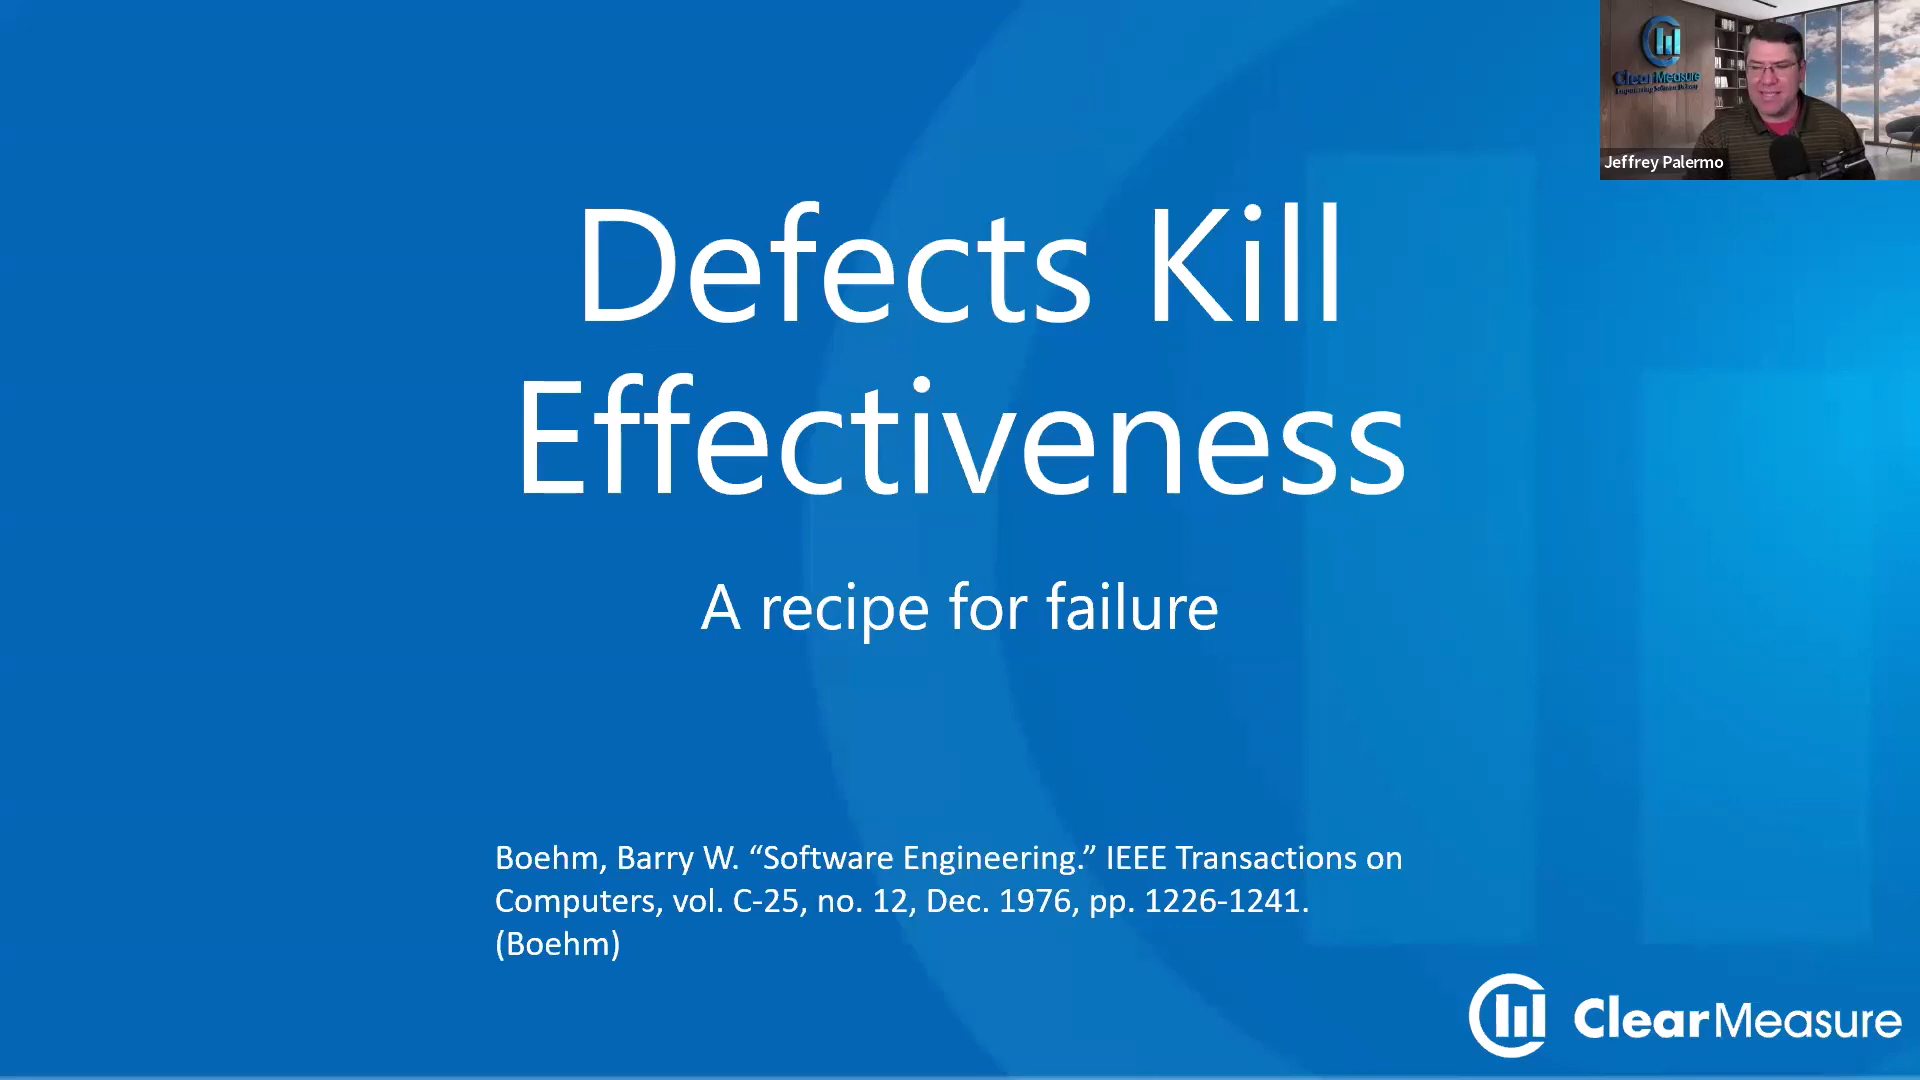 Defects Kill
Effectiveness
A recipe for failure
Boehm, Barry W. “Software Engineering.” IEEE Transactions on
Computers, vol. C-25, no. 12, Dec. 1976, pp. 1226-1241.
(Boehm)
ClearMeasure
ClearMeasure
Jeffrey Palermo